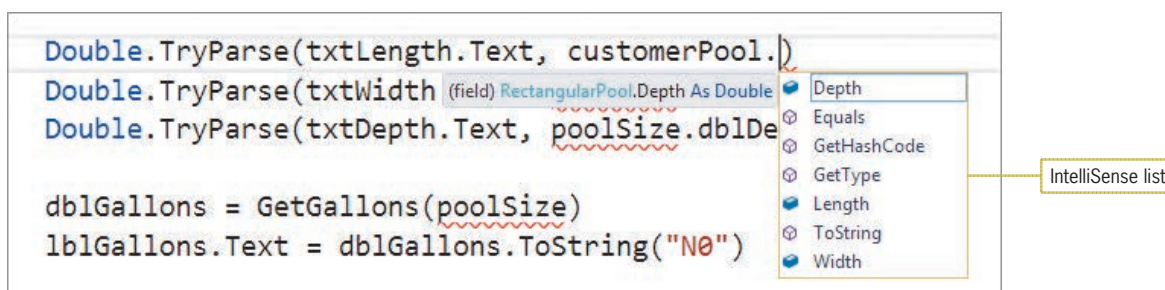 Double.TryParse(txtLength.Text, customerPool.)
Double.TryParse(txtWidth
(field) RectangularPool.Depth As Double
Double.TryParse(txtDepth.Text, poolSize.dblDe
dblGallons = GetGallons(poolSize)
lblGallons.Text = dblGallons.ToString("N0")
Depth
Equals
GetHashCode
GetType
Length
ToString
Width
IntelliSense list